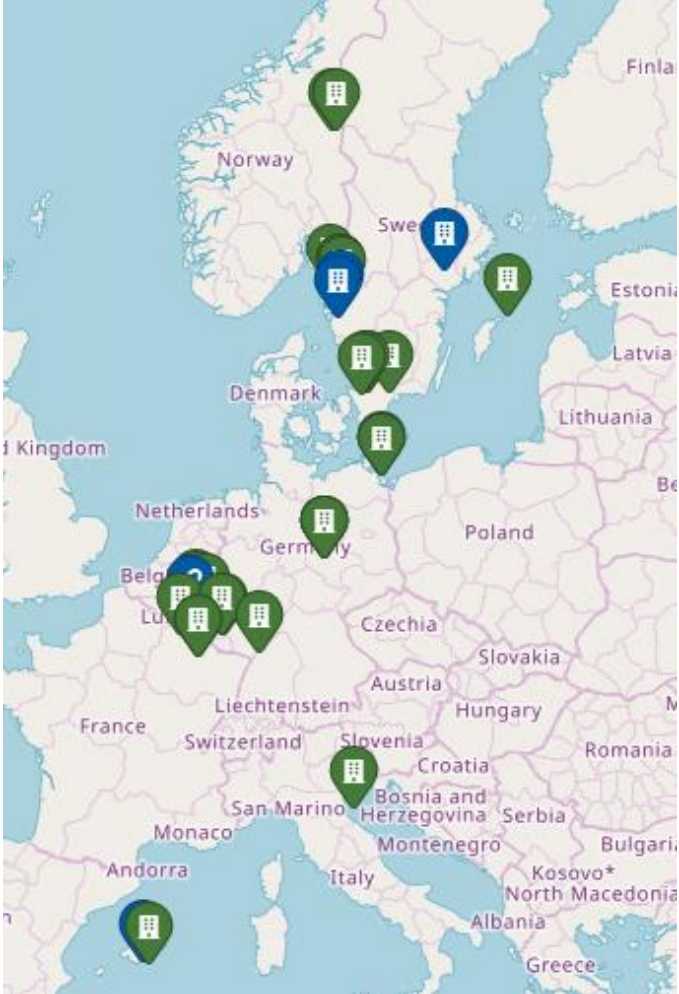 Finla
Norway
Swe
Estonia
Latvia
Denmark
Lithuania
d Kingdom
Be
Netherlands
Poland
Germany
Belg
Lu
Czechia
Slovakia
Austria
Liechtenstein
Hungary
M
France
Switzerland
Slovenia
Romania
Croatia
San Marino
Bosnia and
Herzegovina
Serbia
Monaco
Montenegro
Bulgaria
Andorra
Italy
Kosovo*
North Macedonia
n
Albania
Greece